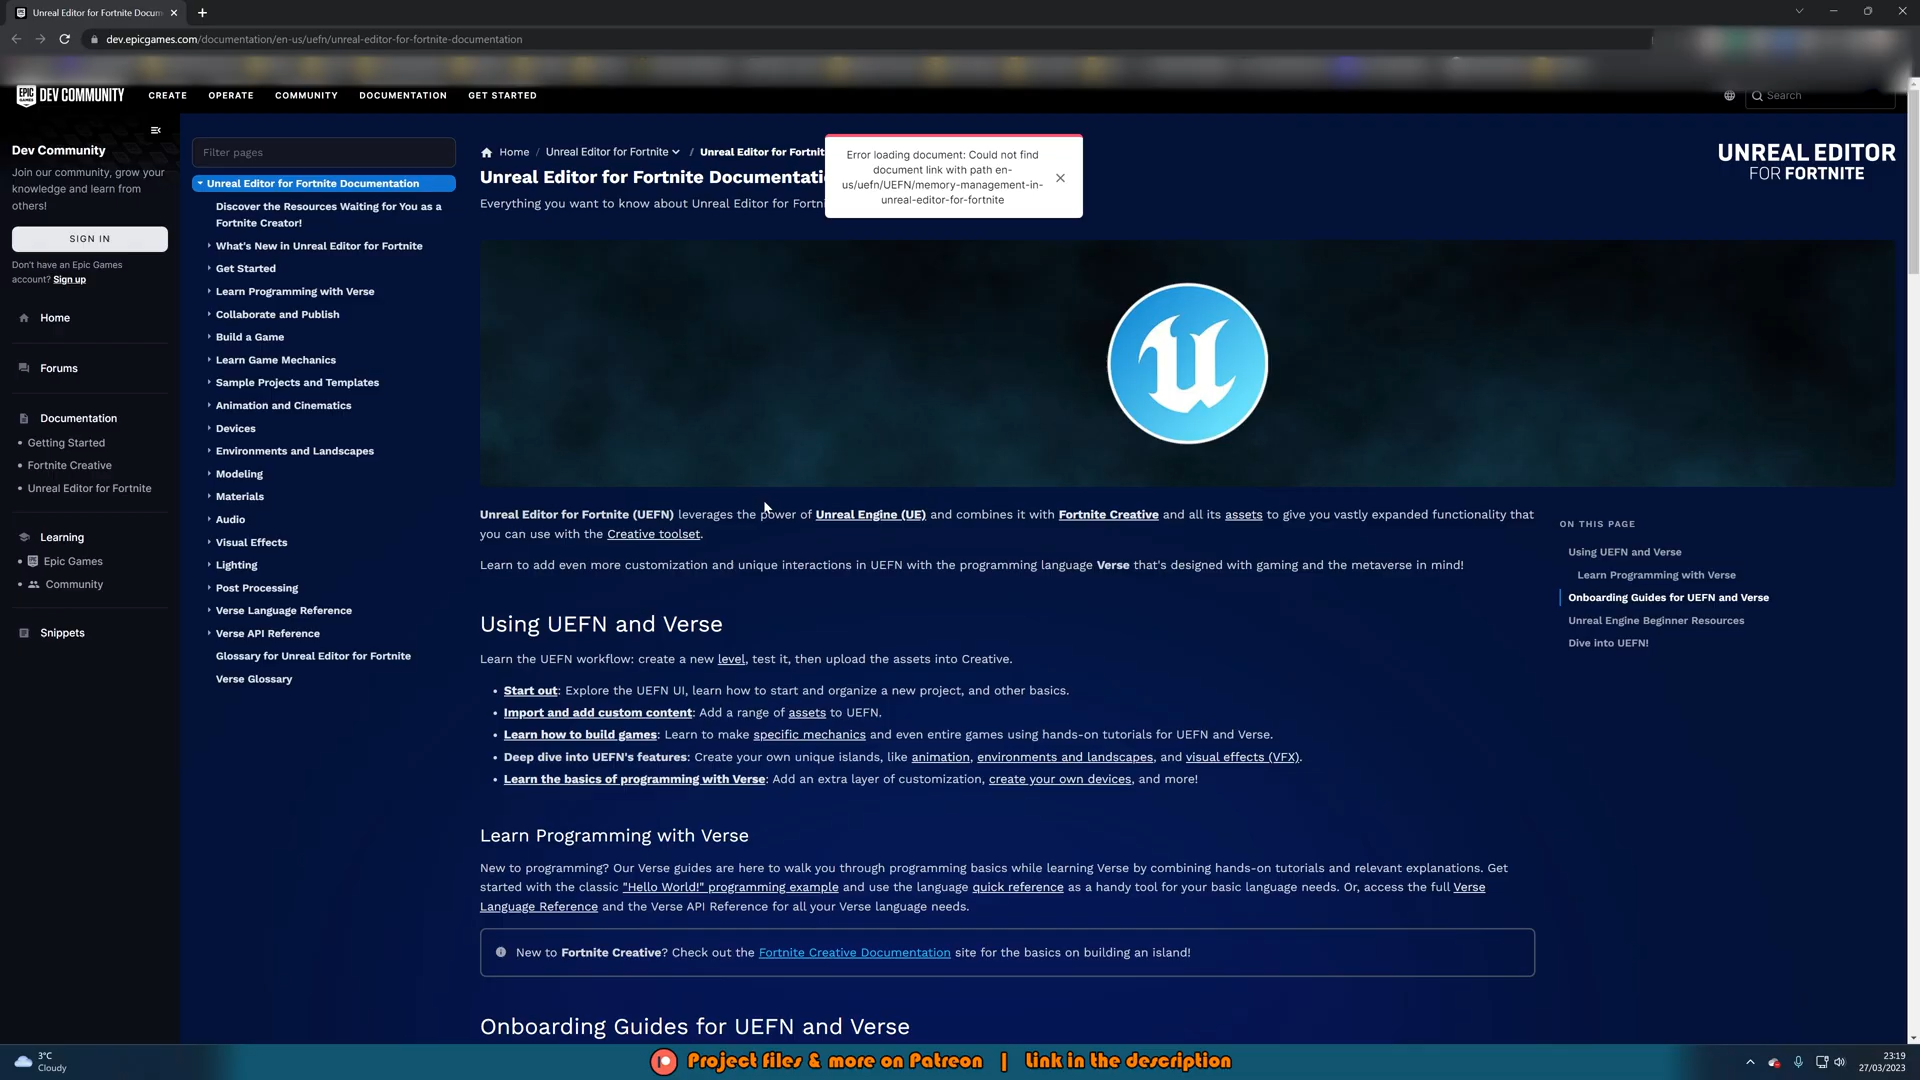 Unreal Editor for Fortnite Docum
dev.epicgames.com/documentation/en-us/uefn/unreal-editor-for-fortnite-documentation
EPIC GAMES DEV COMMUNITY
CREATE
OPERATE
COMMUNITY
DOCUMENTATION
GET STARTED
Search
Dev Community
Join our community, grow your
knowledge and learn from
others!
SIGN IN
Don't have an Epic Games
account? Sign up
Home
Forums
Documentation
• Getting Started
• Fortnite Creative
• Unreal Editor for Fortnite
Learning
• Epic Games
• Community
Snippets
Filter pages
Unreal Editor for Fortnite Documentation
Discover the Resources Waiting for You as a
Fortnite Creator!
What's New in Unreal Editor for Fortnite
Get Started
Learn Programming with Verse
Collaborate and Publish
Build a Game
Learn Game Mechanics
Sample Projects and Templates
Animation and Cinematics
Devices
Environments and Landscapes
Modeling
Materials
Audio
Visual Effects
Lighting
Post Processing
Verse Language Reference
Verse API Reference
Glossary for Unreal Editor for Fortnite
Verse Glossary
Home / Unreal Editor for Fortnite / Unreal Editor for Fortnit
Unreal Editor for Fortnite Documentati
Everything you want to know about Unreal Editor for Fortni
Error loading document: Could not find
document link with path en-
us/uefn/UEFN/memory-management-in-
unreal-editor-for-fortnite
UNREAL EDITOR
FOR FORTNITE
Unreal Editor for Fortnite (UEFN) leverages the power of Unreal Engine (UE) and combines it with Fortnite Creative and all its assets to give you vastly expanded functionality that
you can use with the Creative toolset.
Learn to add even more customization and unique interactions in UEFN with the programming language Verse that's designed with gaming and the metaverse in mind!
Using UEFN and Verse
Learn the UEFN workflow: create a new level, test it, then upload the assets into Creative.
• Start out: Explore the UEFN UI, learn how to start and organize a new project, and other basics.
• Import and add custom content: Add a range of assets to UEFN.
• Learn how to build games: Learn to make specific mechanics and even entire games using hands-on tutorials for UEFN and Verse.
• Deep dive into UEFN's features: Create your own unique islands, like animation, environments and landscapes, and visual effects (VFX).
• Learn the basics of programming with Verse: Add an extra layer of customization, create your own devices, and more!
Learn Programming with Verse
New to programming? Our Verse guides are here to walk you through programming basics while learning Verse by combining hands-on tutorials and relevant explanations. Get
started with the classic "Hello World!" programming example and use the language quick reference as a handy tool for your basic language needs. Or, access the full Verse
Language Reference and the Verse API Reference for all your Verse language needs.
New to Fortnite Creative? Check out the Fortnite Creative Documentation site for the basics on building an island!
Onboarding Guides for UEFN and Verse
ON THIS PAGE
Using UEFN and Verse
Learn Programming with Verse
Onboarding Guides for UEFN and Verse
Unreal Engine Beginner Resources
Dive into UEFN!
3°C
Cloudy
Project files & more on Patreon | Link in the description
23:19
27/03/2023